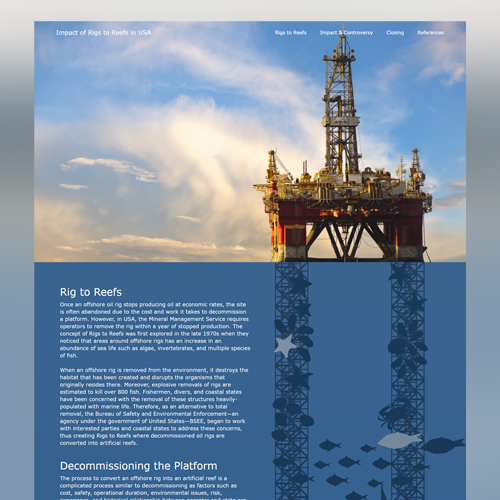 Impact of Rigs to Reefs in USA
Rigs to Reefs Impact & Controversy Closing References
Rig to Reefs
Once an offshore oil rig stops producing oil at economic rates, the site
is often abandoned due to the cost and work it takes to decommission
a platform. However, in USA, the Mineral Management Service requires
operators to remove the rig within a year of stopped production. The
concept of Rigs to Reefs was first explored in the late 1970s when they
noticed that areas around offshore rigs has an increase in an
abundance of sea life such as algae, invertebrates, and multiple species
of fish.
When an offshore rig is removed from the environment, it destroys the
habitat that has been created and disrupts the organisms that
originally resides there. Moreover, explosive removals of rigs are
estimated to kill over 800 fish. Fishermen, divers, and coastal states
have been concerned with the removal of these structures heavily-
populated with marine life. Therefore, as an alternative to total
removal, the Bureau of Safety and Environmental Enforcement—an
agency under the government of United States—BSEE, began to work
with interested parties and coastal states to address these concerns,
thus creating Rigs to Reefs where decommissioned oil rigs are
converted into artificial reefs.
Decommissioning the Platform
The process to convert an offshore rig into an artificial reef is a
complicated process similar to decommissioning as factors such as
cost, safety, operational duration, environmental issues, risk,